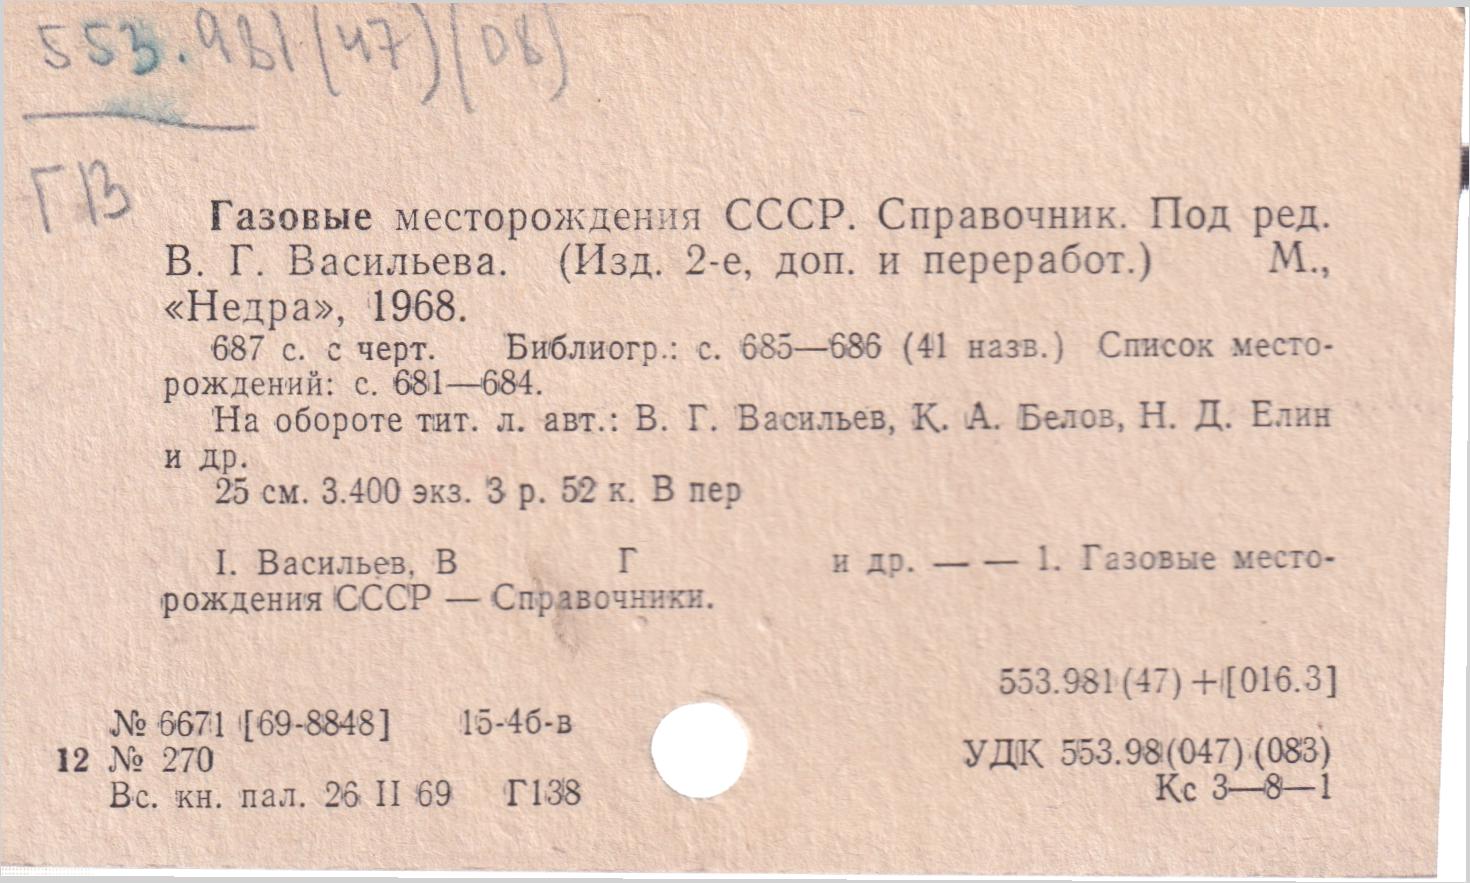 553.981(47)(08)
ГВ
Газовые месторождения СССР. Справочник. Под ред.
В. Г. Васильева. (Изд. 2-е, доп. и переработ.) М.,
«Недра», 1968.
687 с. с черт. Библиогр.: с. 685—686 (41 назв.) Список место-
рождений: с. 681—684.
На обороте тит. л. авт.: В. Г. Васильев, К. А. Белов, Н. Д. Елин
и др.
25 см. 3.400 экз. 3 р. 52 к. В пер
I. Васильев, В Г и др. — — 1. Газовые место-
рождения СССР — Справочники.
553.981(47)+[016.3]
№ 6671 [69-8848] 15-4б-в
12 № 270
УДК 553.98(047)(083)
Вс. кн. пал. 26 II 69 Г138
Кс 3—8—1